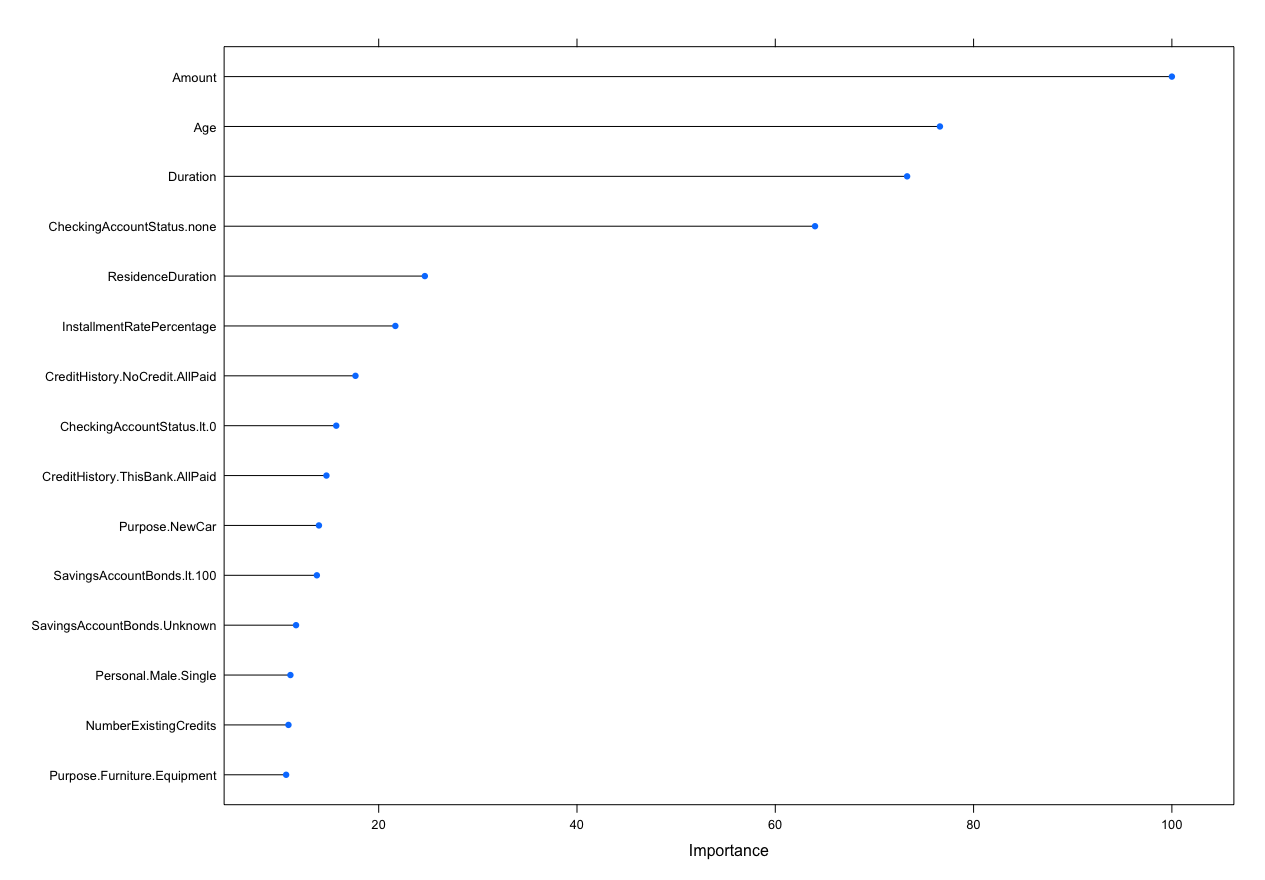 Amount
Age
Duration
CheckingAccountStatus.none
ResidenceDuration
InstallmentRatePercentage
CreditHistory.NoCredit.AllPaid
CheckingAccountStatus.lt.0
CreditHistory.ThisBank.AllPaid
Purpose.NewCar
SavingsAccountBonds.lt.100
SavingsAccountBonds.Unknown
Personal.Male.Single
NumberExistingCredits
Purpose.Furniture.Equipment
20 40 60 80 100
Importance